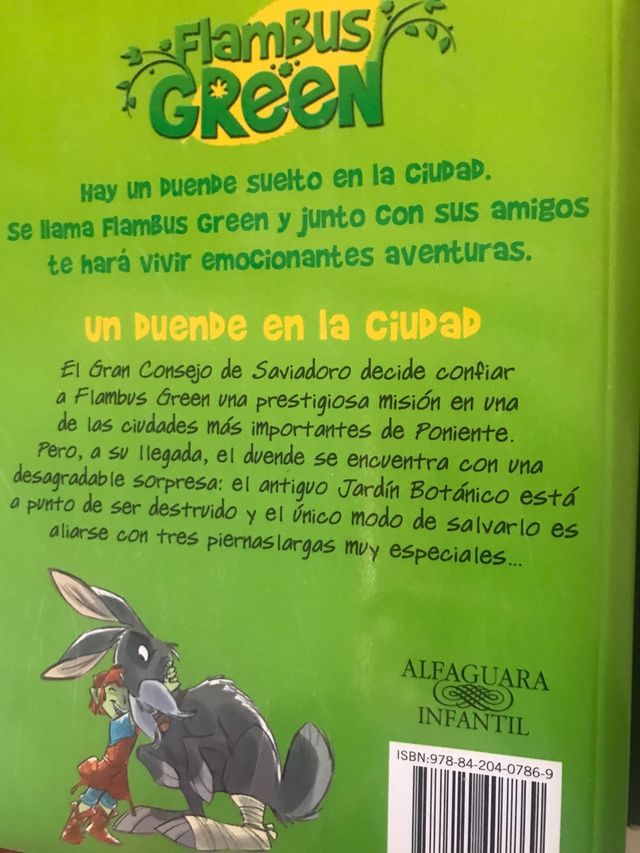 FLAMBUS
GREEN
Hay un duende suelto en la ciudad.
Se llama Flambus Green y junto con sus amigos
te hará vivir emocionantes aventuras.
Un duende en la ciudad
El Gran Consejo de Saviadoro decide confiar
a Flambus Green una prestigiosa misión en una
de las ciudades más importantes de Poniente.
Pero, a su llegada, el duende se encuentra con una
desagradable sorpresa: el antiguo Jardín Botánico está
a punto de ser destruido y el único modo de salvarlo es
aliarse con tres piernaslargas muy especiales...
ALFAGUARA
INFANTIL
ISBN:978-84-204-0786-9